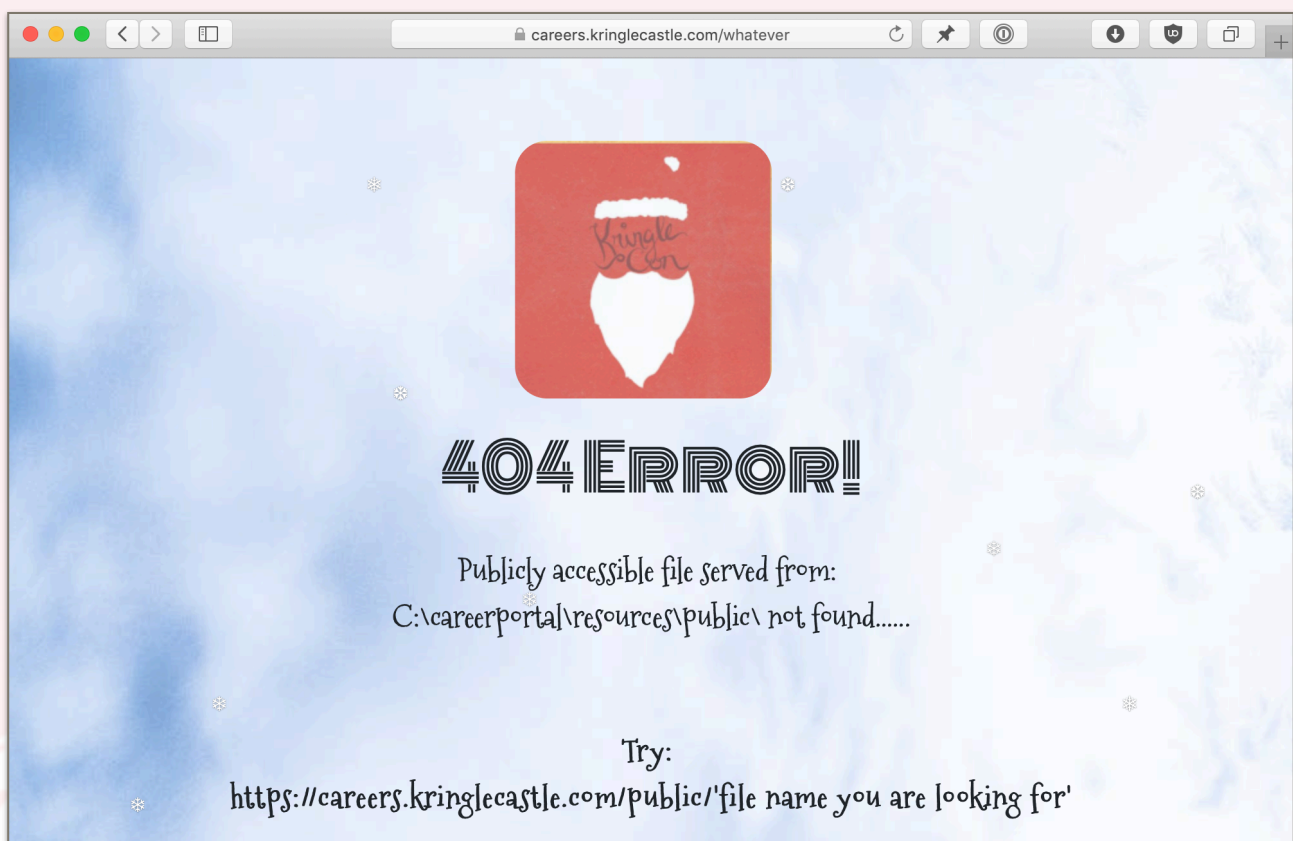 careers.kringlecastle.com/whatever
Kringle
Con
404 Error!
Publicly accessible file served from:
C:\careerportal\resources\public\ not found......
Try:
https://careers.kringlecastle.com/public/'file name you are looking for'